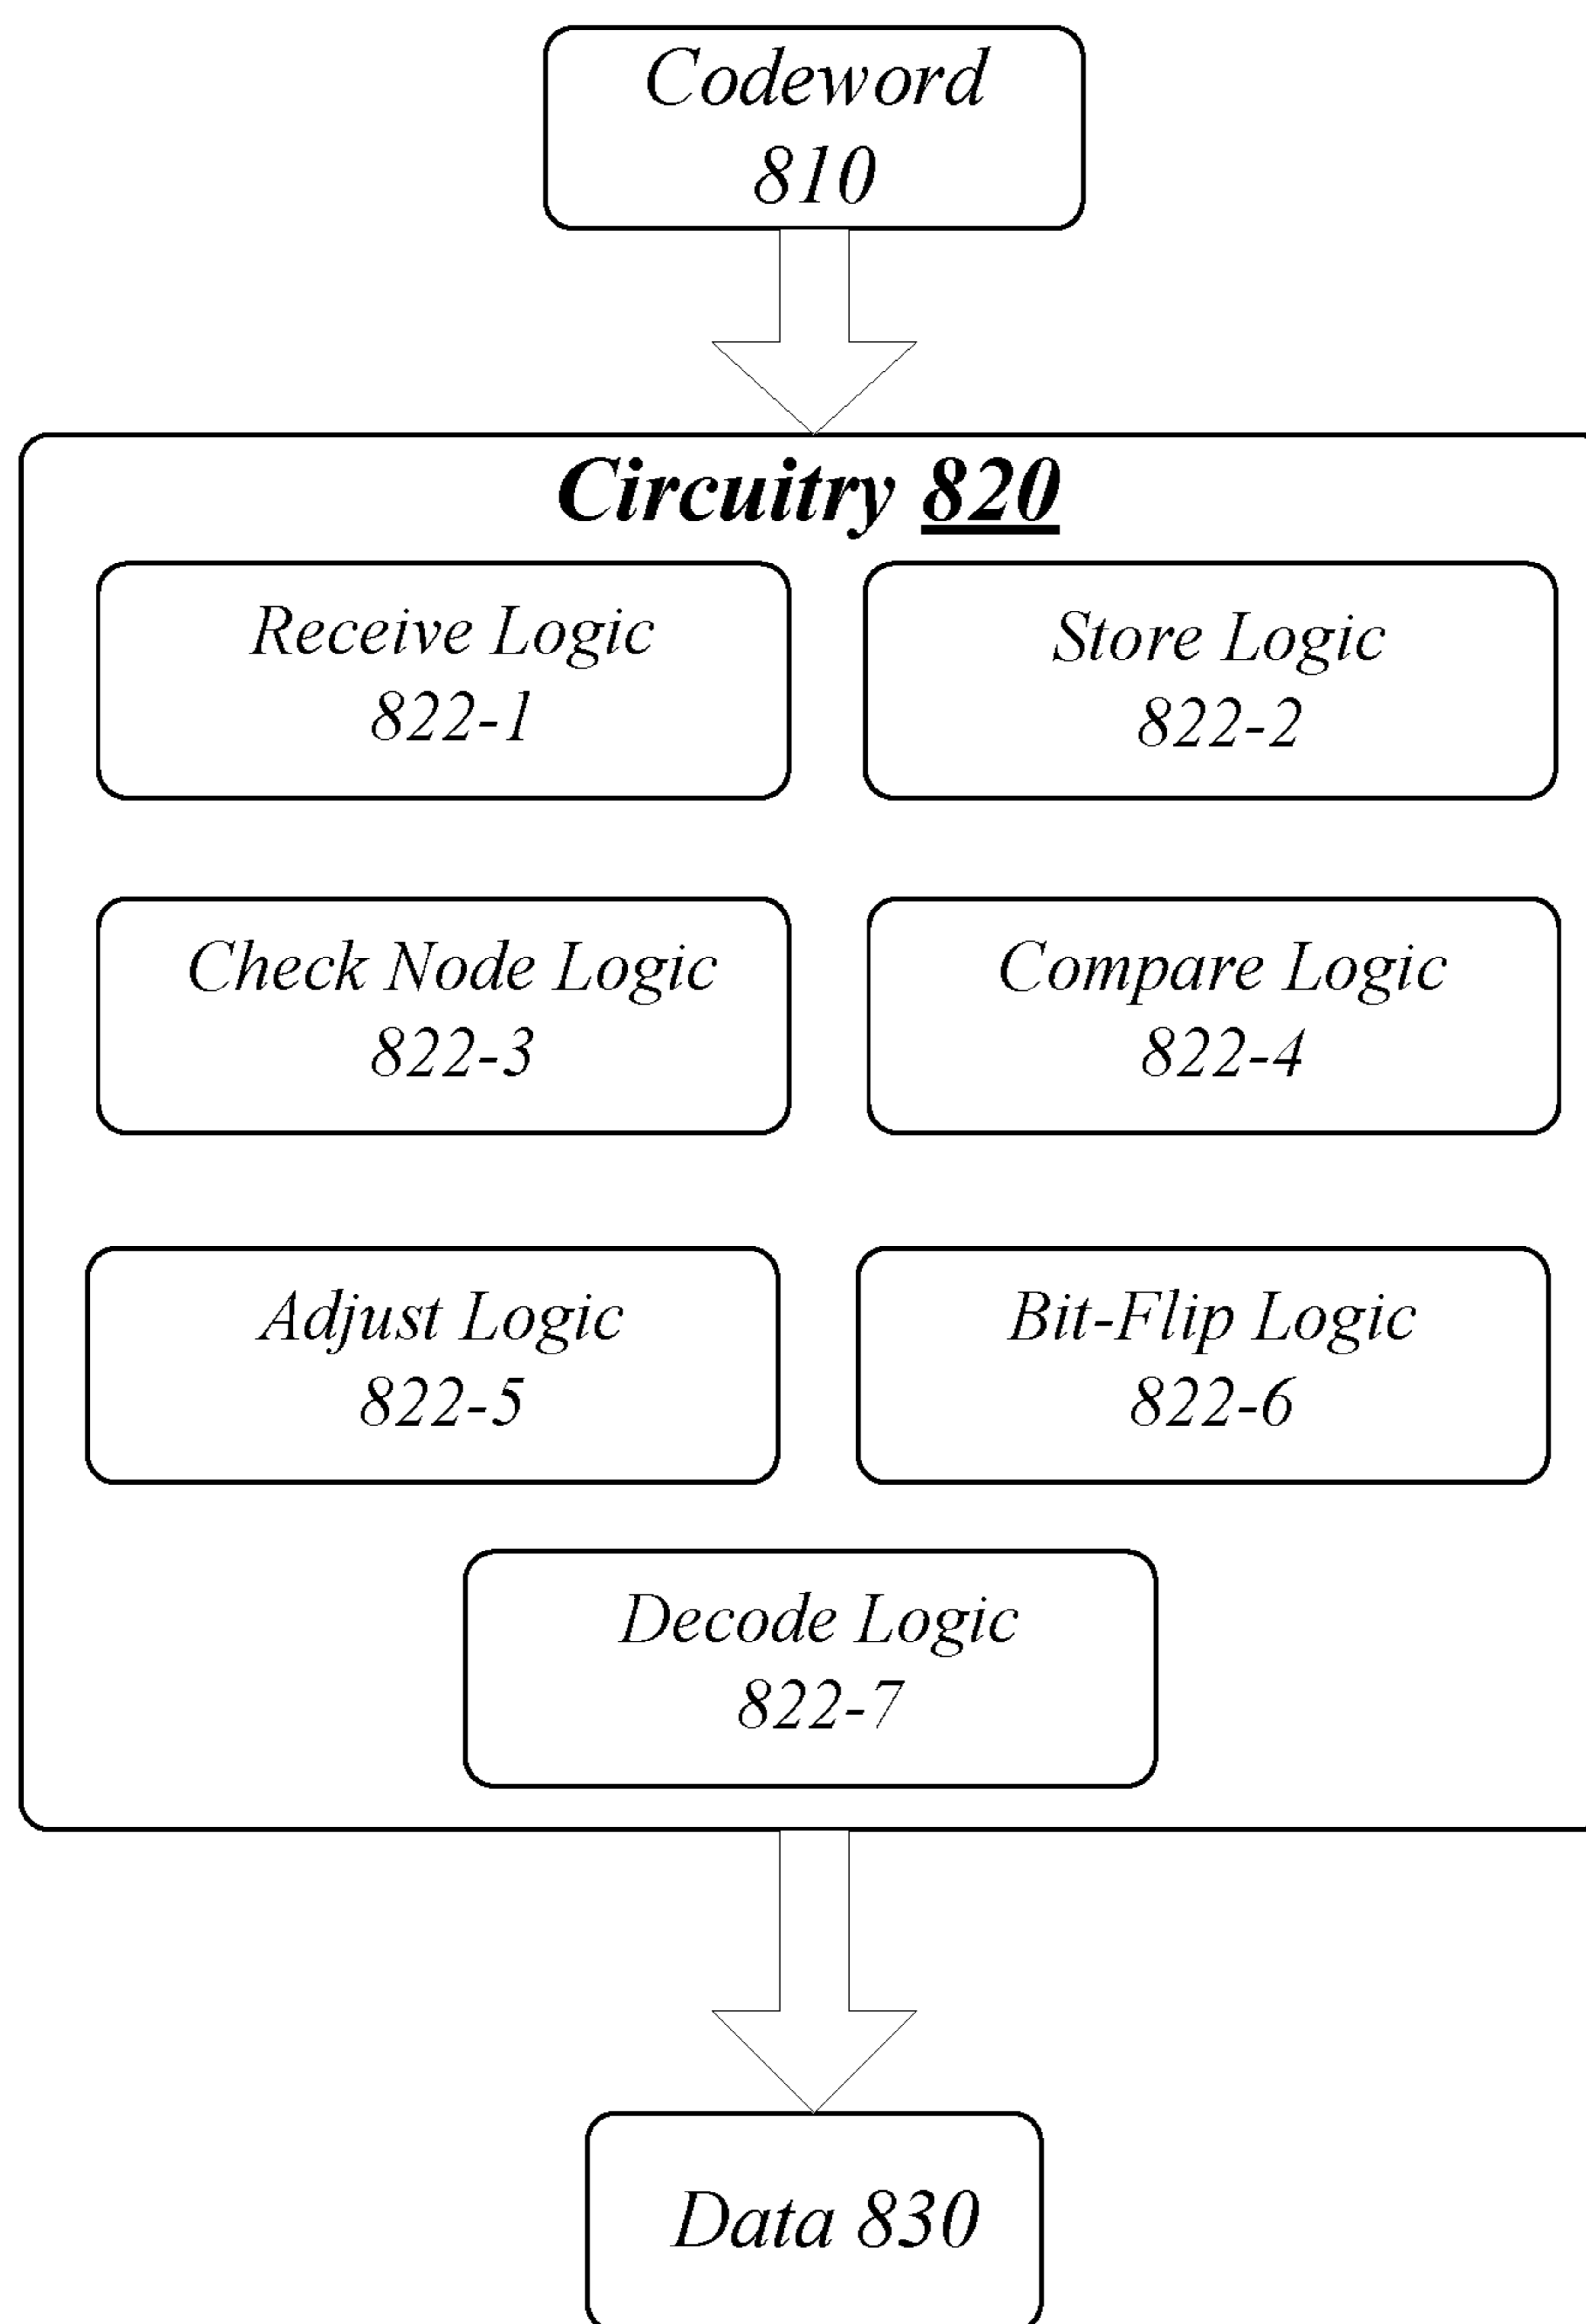 Codeword
810
Circuitry 820
Receive Logic
822-1
Store Logic
822-2
Check Node Logic
822-3
Compare Logic
822-4
Adjust Logic
822-5
Bit-Flip Logic
822-6
Decode Logic
822-7
Data 830